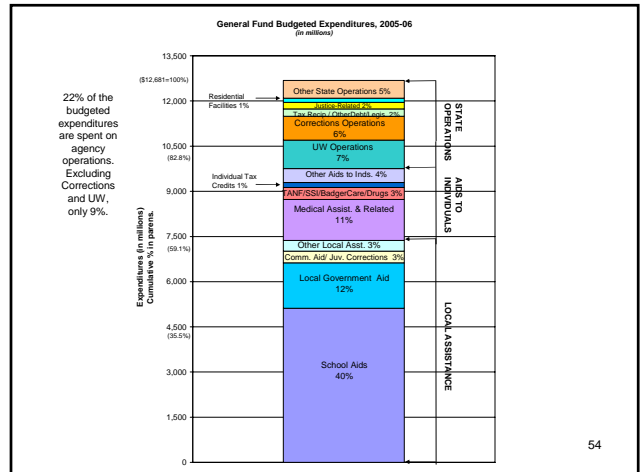 General Fund Budgeted Expenditures, 2005-06
(in millions)
22% of the
budgeted
expenditures
are spent on
agency
operations.
Excluding
Corrections
and UW,
only 9%.
Expenditures (in millions)
Cumulative % in parens.
13,500
($12,681=100%)
12,000
10,500
(82.8%)
9,000
7,500
(59.1%)
6,000
4,500
(35.5%)
3,000
1,500
0
Residential
Facilities 1%
Individual Tax
Credits 1%
Other State Operations 5%
Justice-Related 2%
Tax Recip / OtherDebt/Legis. 2%
Corrections Operations
6%
UW Operations
7%
Other Aids to Inds. 4%
TANF/SSI/BadgerCare/Drugs 3%
Medical Assist. & Related
11%
Other Local Asst. 3%
Comm. Aid/ Juv. Corrections 3%
Local Government Aid
12%
School Aids
40%
STATE
OPERATIONS
AIDS TO
INDIVIDUALS
LOCAL ASSISTANCE
54